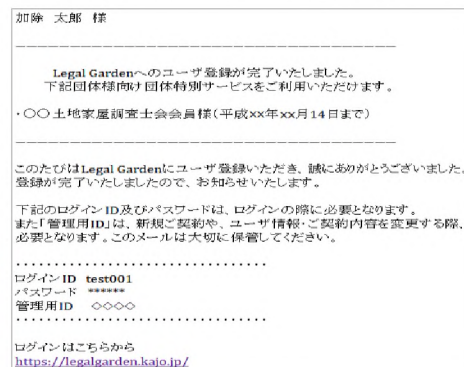 加除 太郎 様
－－－－－－－－－－－－－－－－－－－－－－－－－－－－－－
Legal Gardenへのユーザ登録が完了いたしました。
下記団体様向け団体特別サービスをご利用いただけます。
・〇〇土地家屋調査士会会員様(平成xx年xx月14日まで)
－－－－－－－－－－－－－－－－－－－－－－－－－－－－－－
このたびはLegal Gardenにユーザ登録いただき、誠にありがとうございました。
登録が完了いたしましたので、お知らせいたします。
下記のログインID及びパスワードは、ログインの際に必要となります。
また「管理用ID」は、新規ご契約や、ユーザ情報・ご契約内容を変更する際、
必要となります。このメールは大切に保管してください。
・・・・・・・・・・・・・・・・・・・・・・・・・・・・・・・・
ログインID test001
パスワード ******
管理用ID ◇◇◇◇
・・・・・・・・・・・・・・・・・・・・・・・・・・・・・・・・
ログインはこちらから
https://legalgarden.kajo.jp/